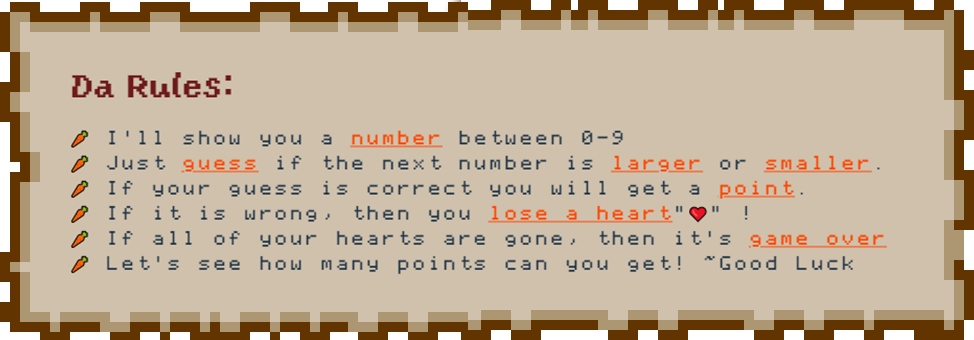 Da Rules:
I'll show you a number between 0-9
Just guess if the next number is larger or smaller.
If your guess is correct you will get a point.
If it is wrong, then you lose a heart"❤" !
If all of your hearts are gone, then it's game over
Let's see how many points can you get! ~Good Luck